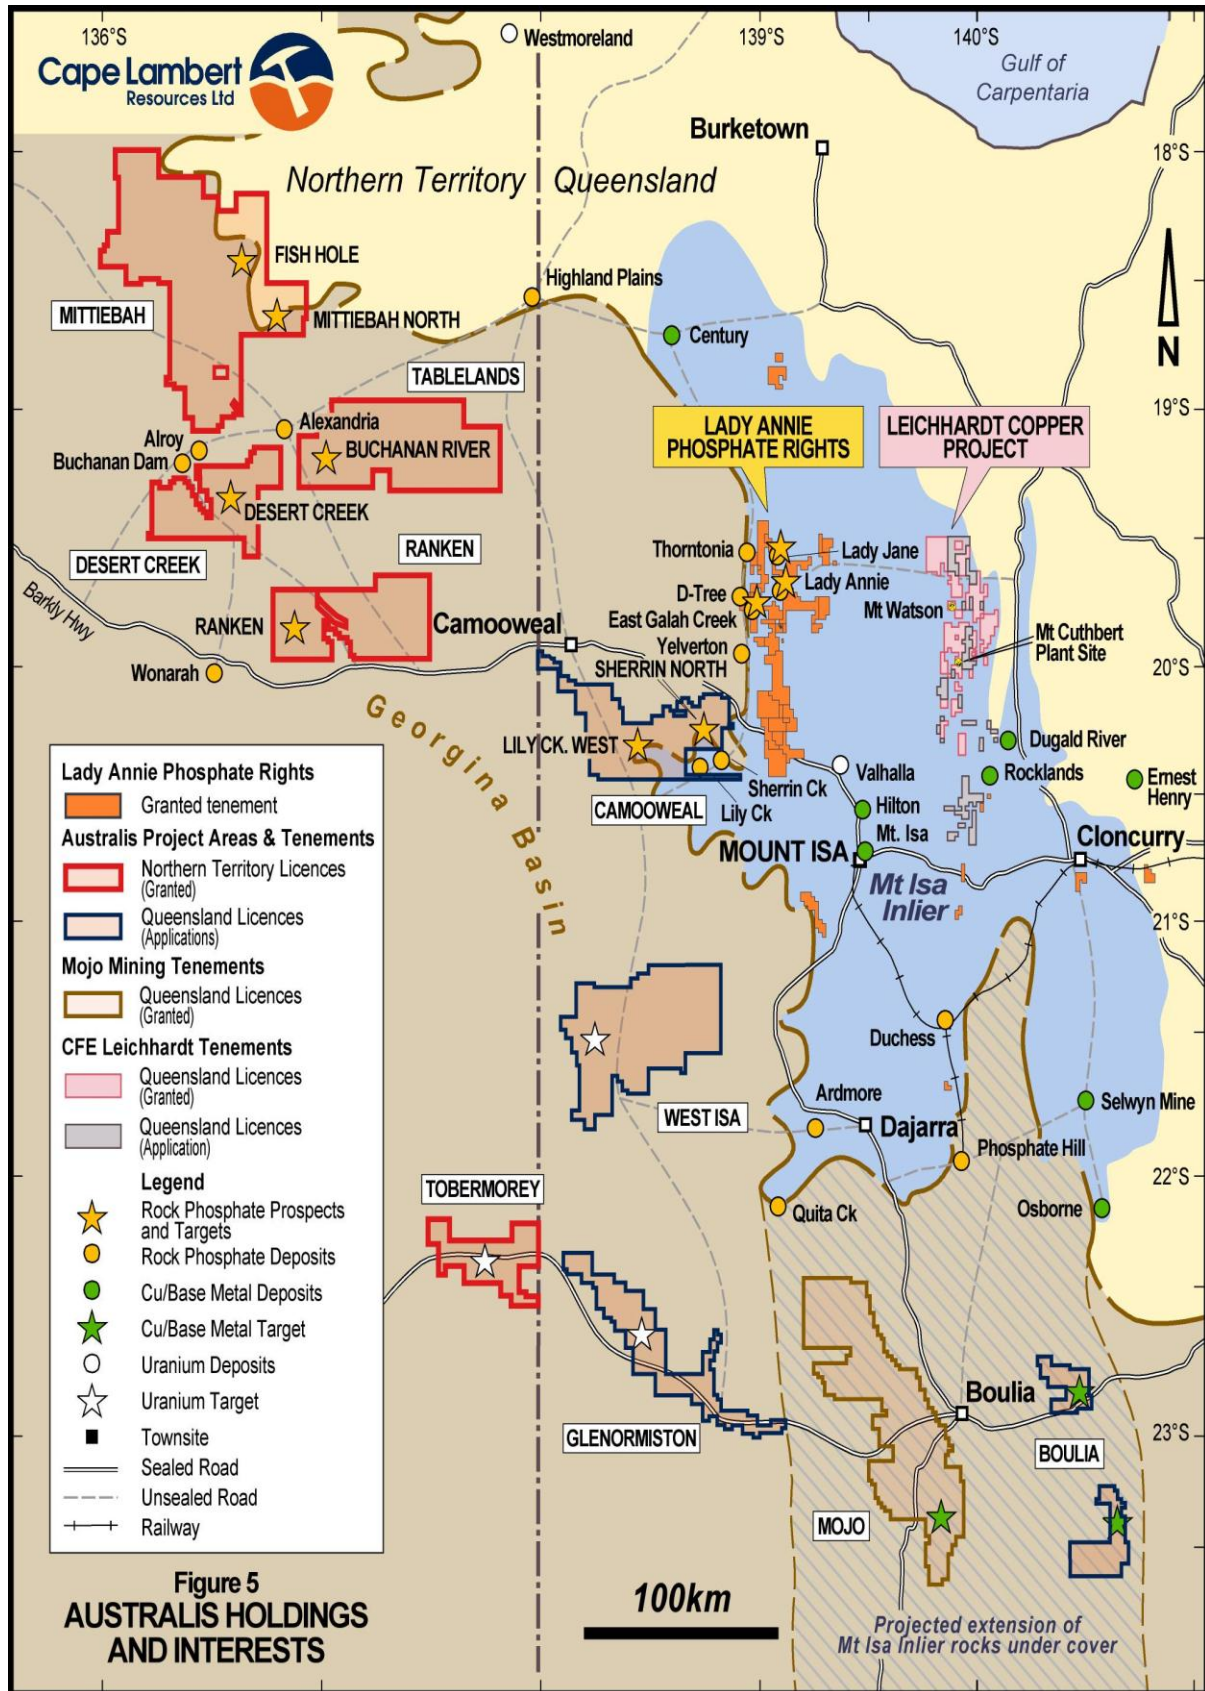 136°S
139°S
140°S
Westmoreland
Cape Lambert
Resources Ltd
Gulf of
Carpentaria
Burketown
18°S
Northern Territory
Queensland
FISH HOLE
Highland Plains
MITTIEBAH
MITTIEBAH NORTH
N
Century
TABLELANDS
19°S
Alexandria
LADY ANNIE
PHOSPHATE RIGHTS
LEICHHARDT COPPER
PROJECT
Alroy
Buchanan Dam
BUCHANAN RIVER
DESERT CREEK
RANKEN
DESERT CREEK
Thorntonia
Lady Jane
Lady Annie
Barkly Hwy
D-Tree
Mt Watson
East Galah Creek
RANKEN
Camooweal
Mt Cuthbert
Plant Site
Yelverton
SHERRIN NORTH
20°S
Wonarah
Georgina Basin
LILY CK. WEST
Dugald River
Valhalla
Rocklands
Ernest
Henry
Sherrin Ck
CAMOOWEAL
Lily Ck
Hilton
Mt. Isa
MOUNT ISA
Cloncurry
Mt Isa
Inlier
21°S
Lady Annie Phosphate Rights
Granted tenement
Australis Project Areas & Tenements
Northern Territory Licences
(Granted)
Queensland Licences
(Applications)
Mojo Mining Tenements
Queensland Licences
(Granted)
CFE Leichhardt Tenements
Queensland Licences
(Granted)
Queensland Licences
(Application)
Legend
Rock Phosphate Prospects
and Targets
Rock Phosphate Deposits
Cu/Base Metal Deposits
Cu/Base Metal Target
Uranium Deposits
Uranium Target
Townsite
Sealed Road
Unsealed Road
Railway
Duchess
Ardmore
Selwyn Mine
WEST ISA
Dajarra
Phosphate Hill
22°S
TOBERMOREY
Quita Ck
Osborne
Boulia
GLENORMISTON
23°S
BOULIA
MOJO
Figure 5
AUSTRALIS HOLDINGS
AND INTERESTS
100km
Projected extension of
Mt Isa Inlier rocks under cover